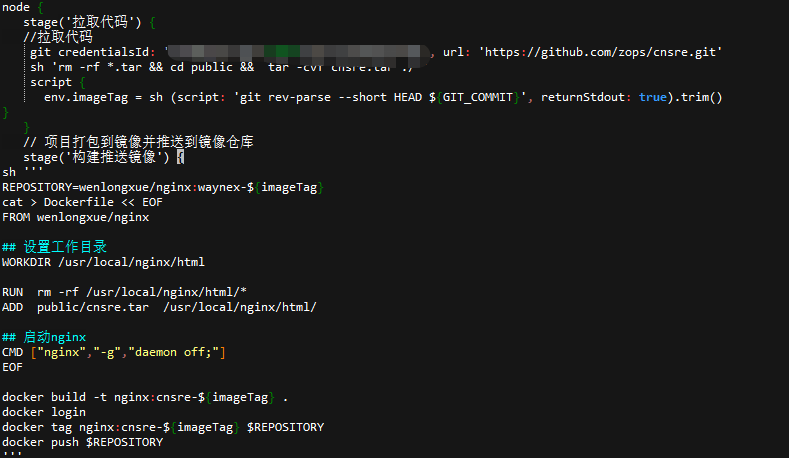 node {
stage('拉取代码') {
//拉取代码
git credentialsId: ', url: 'https://github.com/zops/cnsre.git'
sh 'rm -rf *.tar && cd public && tar -cvf cnsre.tar ./
script {
env.imageTag = sh (script: 'git rev-parse --short HEAD ${GIT_COMMIT}', returnStdout: true).trim()
}
}
// 项目打包到镜像并推送到镜像仓库
stage('构建推送镜像') {
sh '''
REPOSITORY=wenlongxue/nginx:waynex-${imageTag}
cat > Dockerfile << EOF
FROM wenlongxue/nginx
## 设置工作目录
WORKDIR /usr/local/nginx/html
RUN rm -rf /usr/local/nginx/html/*
ADD public/cnsre.tar /usr/local/nginx/html/
## 启动nginx
CMD ["nginx","-g","daemon off;"]
EOF
docker build -t nginx:cnsre-${imageTag} .
docker login
docker tag nginx:cnsre-${imageTag} $REPOSITORY
docker push $REPOSITORY
'''